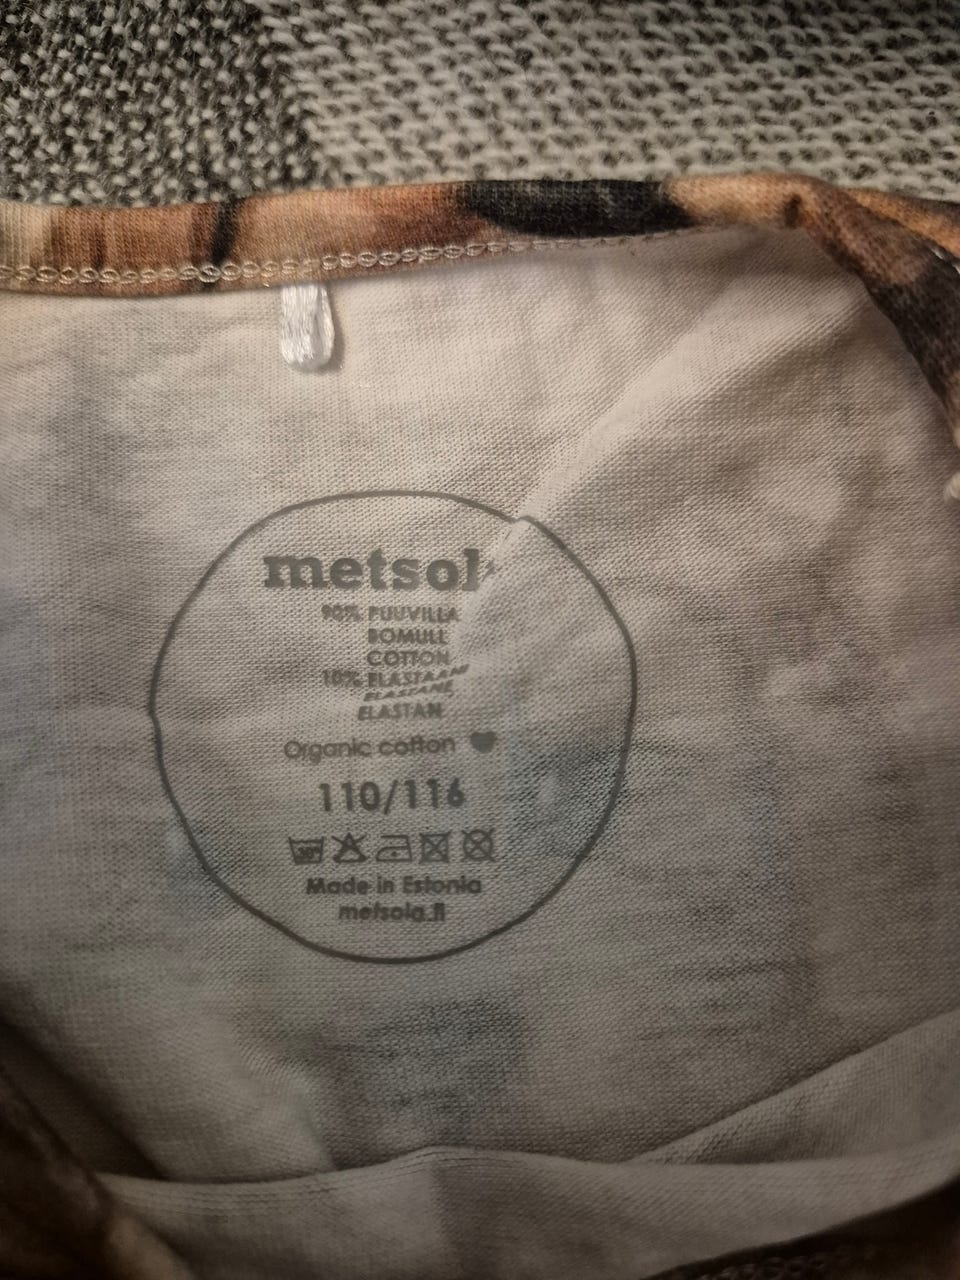 metsola
90% PUUVILLA
BOMULL
COTTON
10% ELASTAANI
ELASTANE
ELASTAN
Organic cotton
110/116
Made in Estonia
metsola.fi